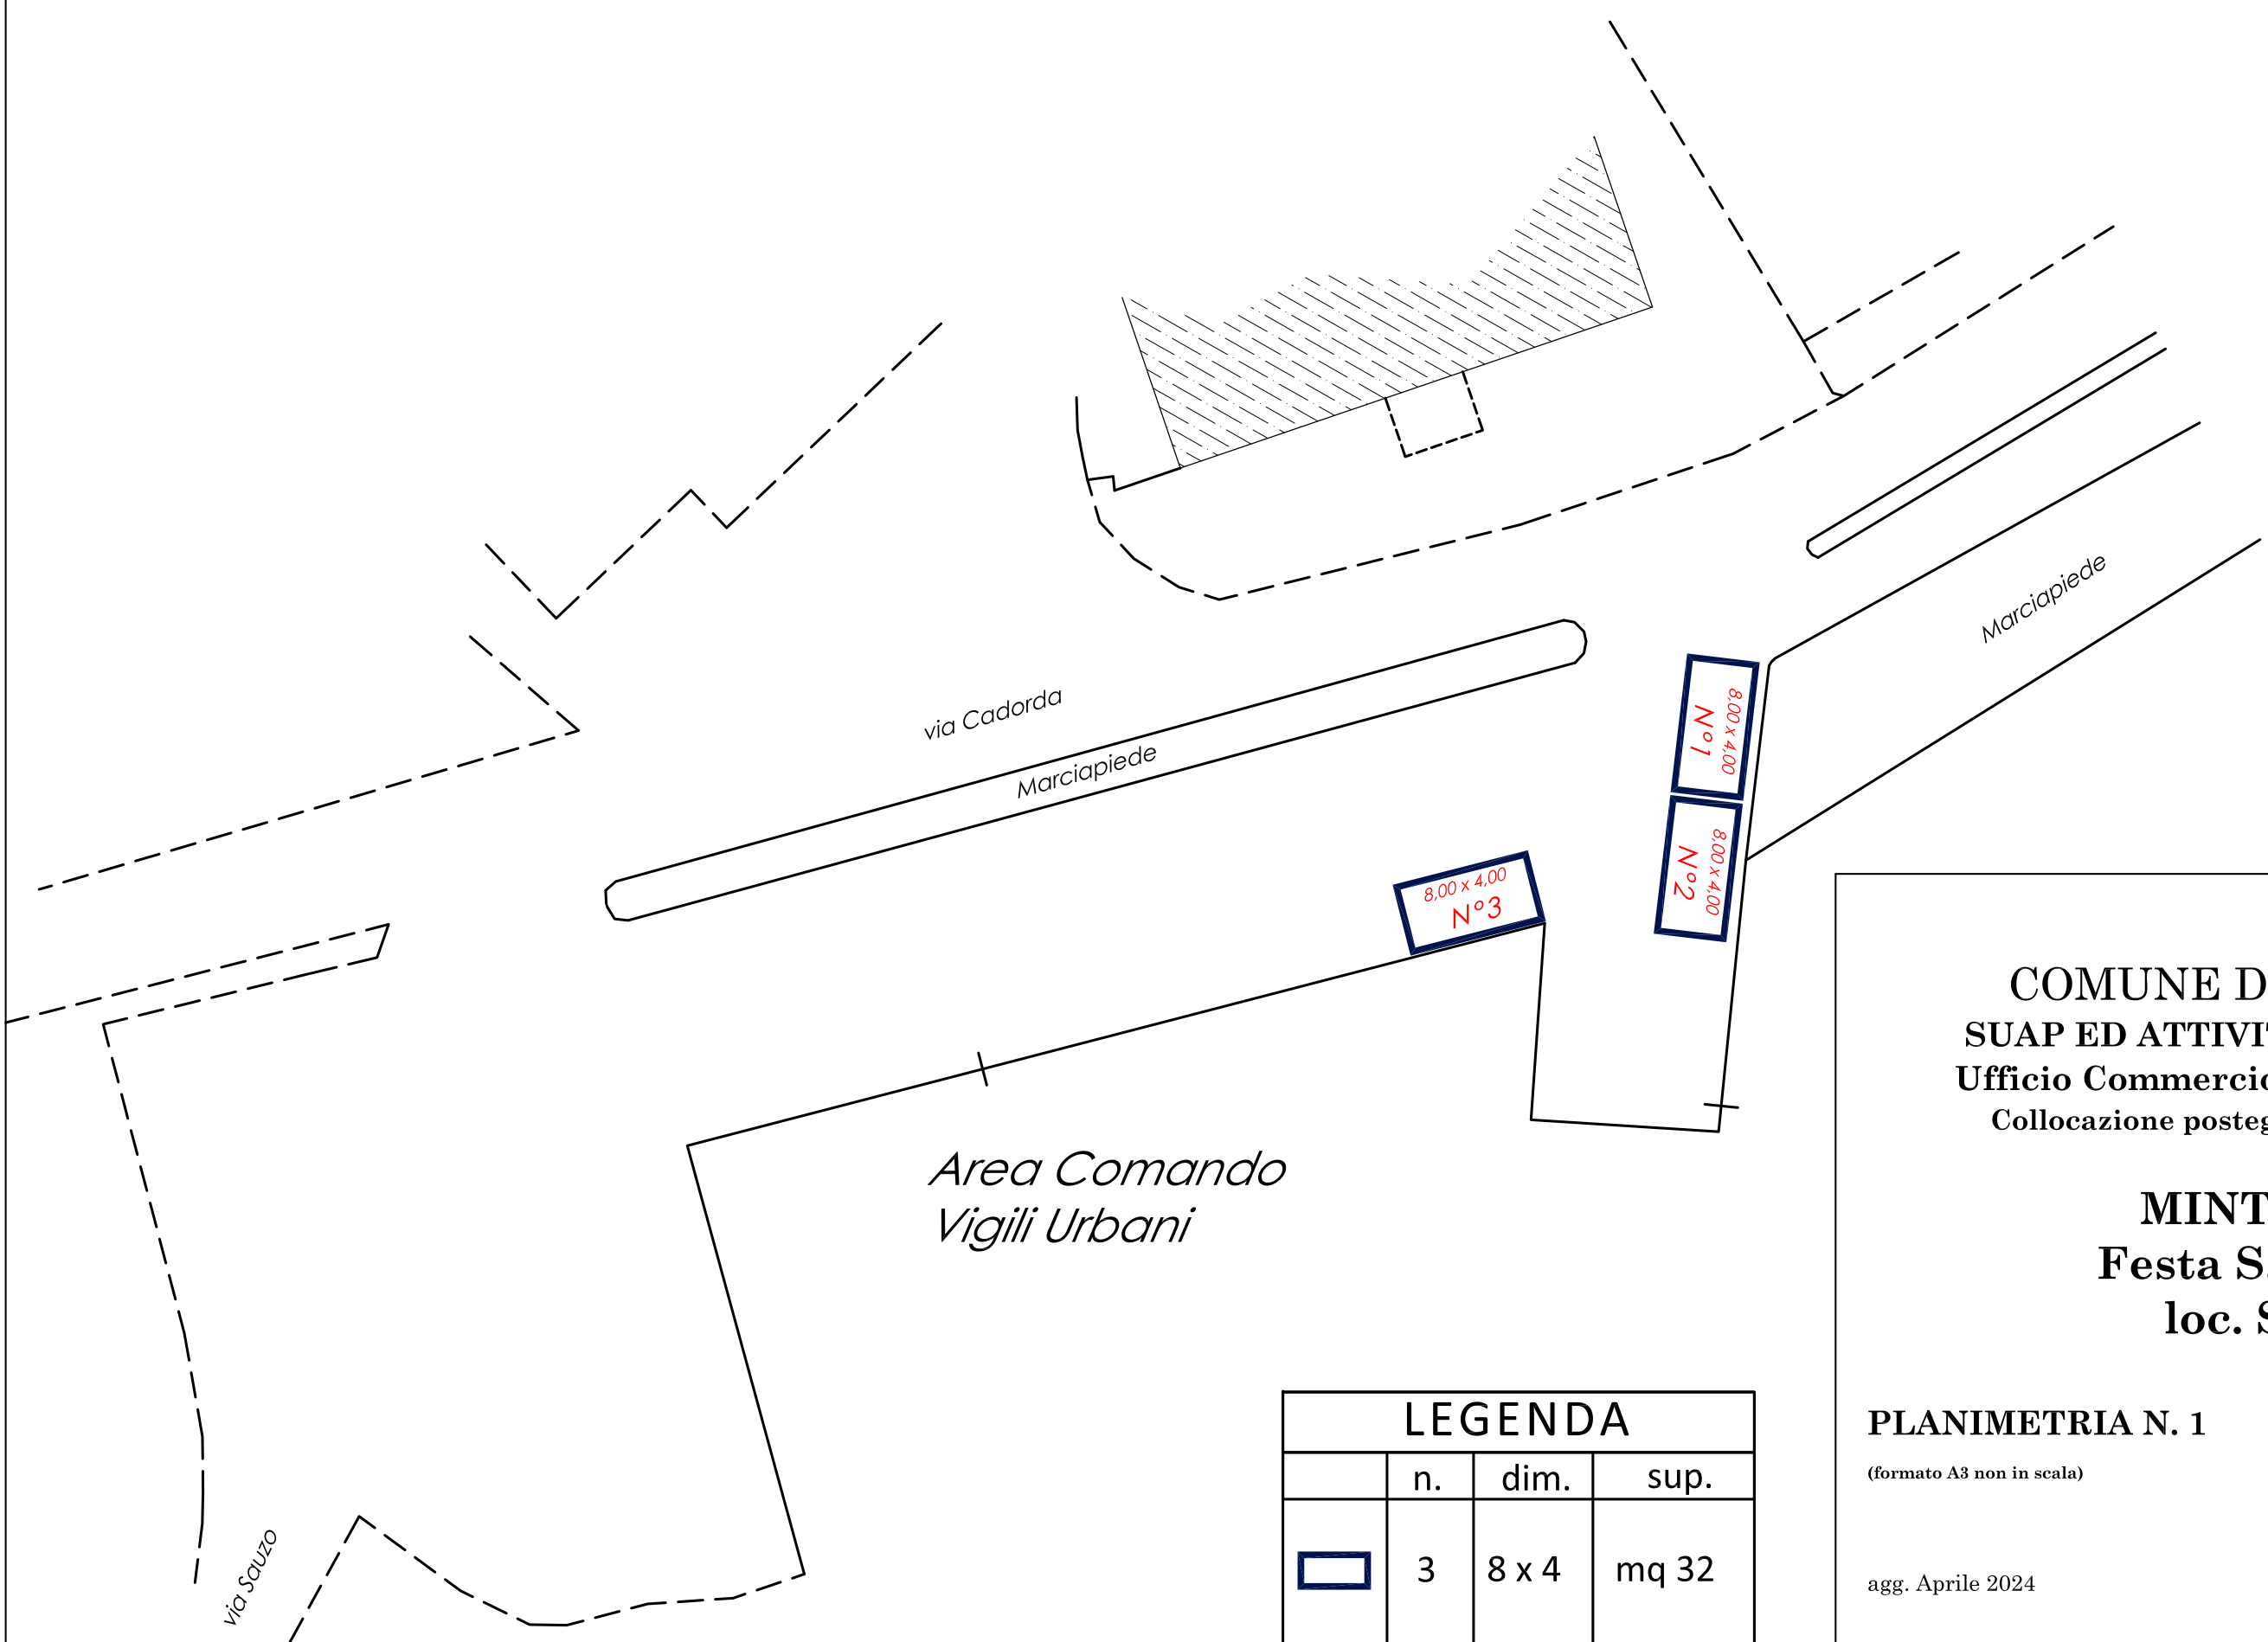 via Cadorda
Marciapiede
Marciapiede
8,00 x 4,00
N°1
8,00 x 4,00
N°2
8,00 x 4,00
N°3
Area Comando
Vigili Urbani
via Sauzo
LEGENDA
n. dim. sup.
3 8 x 4 mq 32
COMUNE D
SUAP ED ATTIVI
Ufficio Commerci
Collocazione posteg
MINT
Festa S.
loc. S
PLANIMETRIA N. 1
(formato A3 non in scala)
agg. Aprile 2024